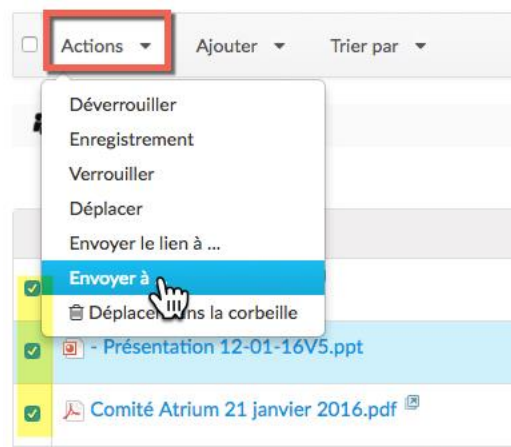 Actions Ajouter Trier par
Déverrouiller
Enregistrement
Verrouiller
Déplacer
Envoyer le lien à ...
Envoyer à
Déplacer dans la corbeille
- Présentation 12-01-16V5.ppt
Comité Atrium 21 janvier 2016.pdf